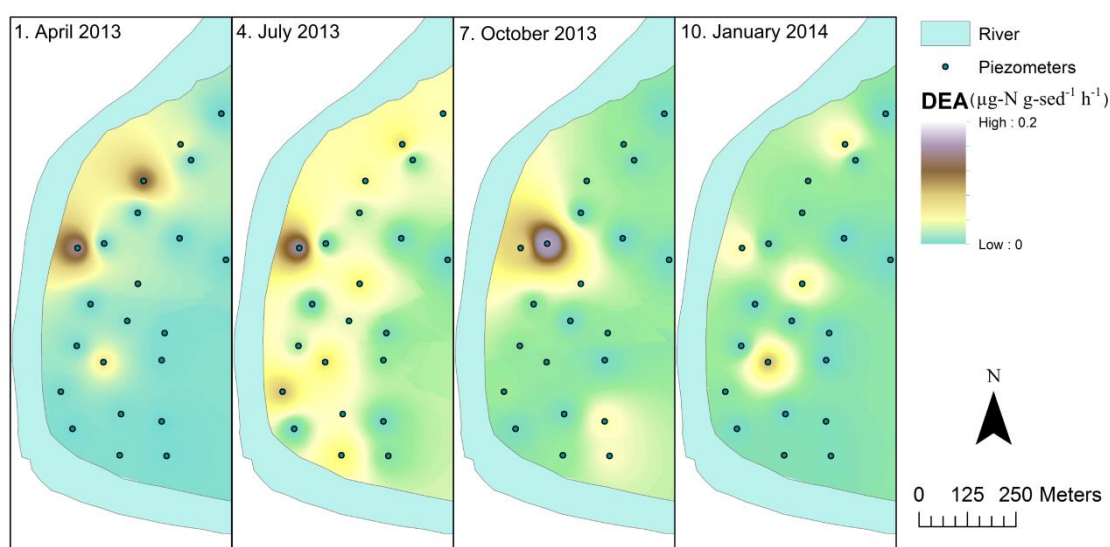 1. April 2013
4. July 2013
7. October 2013
10. January 2014
River
Piezometers
DEA (µg-N g-sed⁻¹ h⁻¹)
High : 0.2
Low : 0
N
0 125 250 Meters